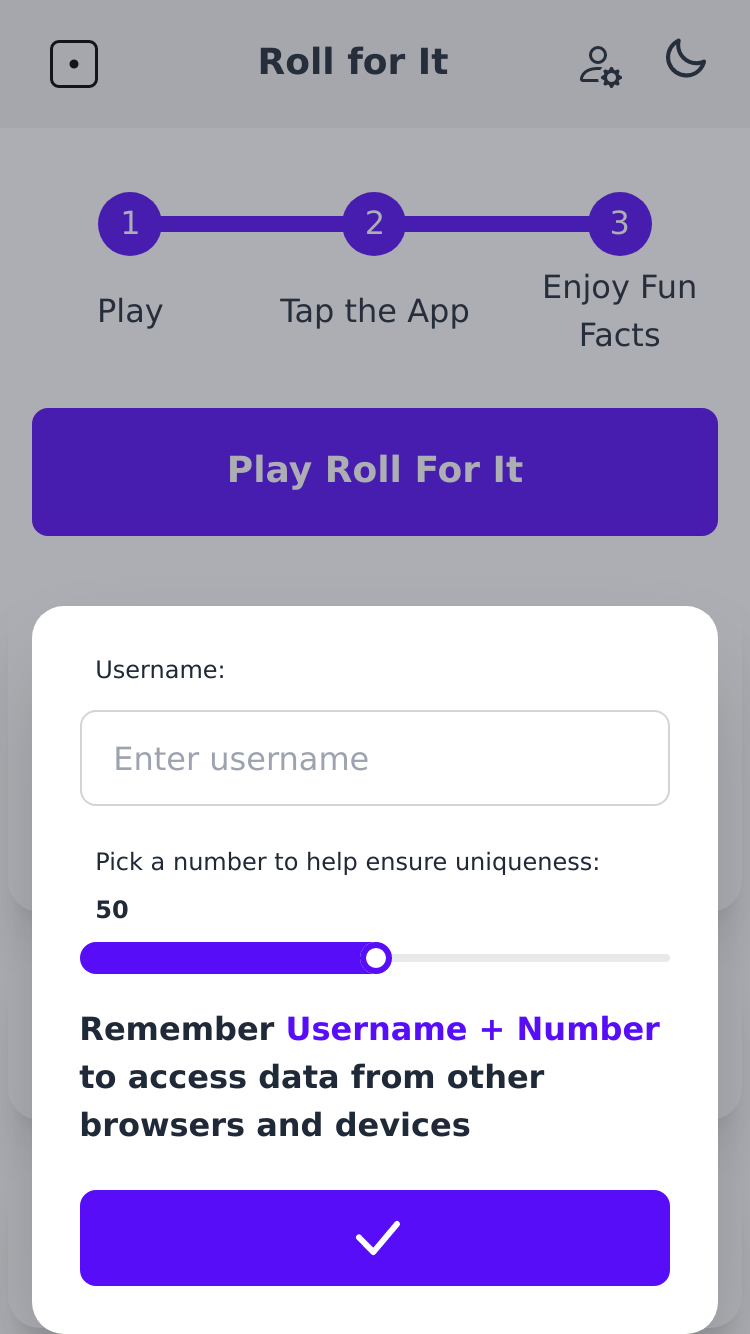 Roll for It
1
2
3
Play
Tap the App
Enjoy Fun
Facts
Play Roll For It
Username:
Enter username
Pick a number to help ensure uniqueness:
50
Remember Username + Number
to access data from other
browsers and devices